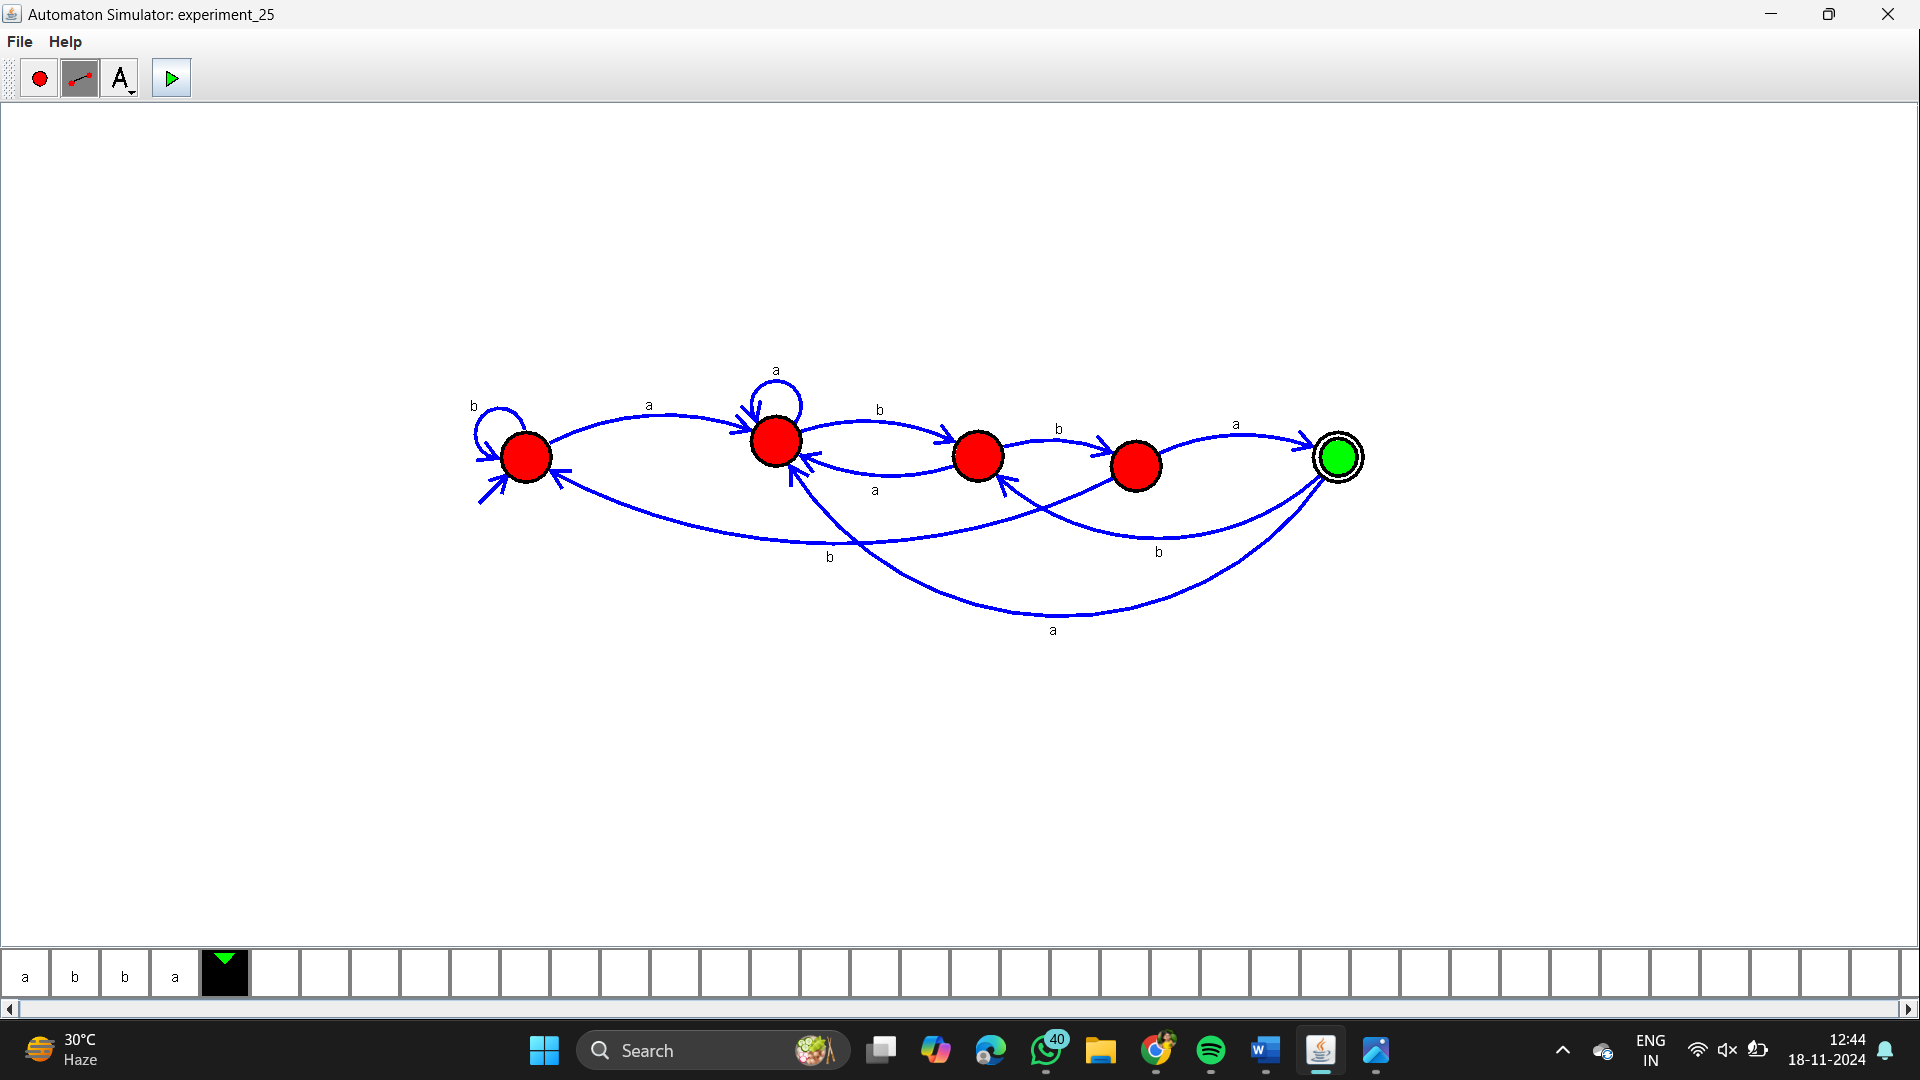 Automaton Simulator: experiment_25
File Help
A
a
b
a
b
b
a
a
b
b
a
a b b a
30°C
Haze
Search
40
ENG
IN
12:44
18-11-2024